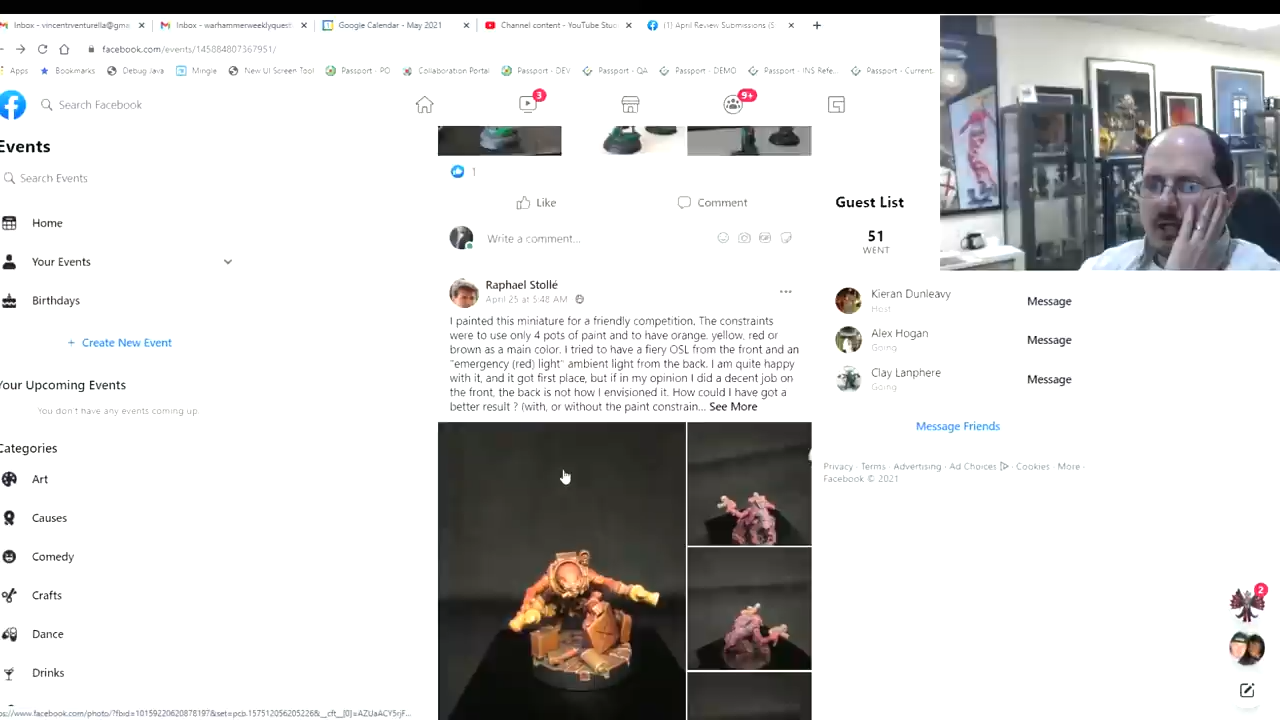 Inbox - vincentrventurella@gma
Inbox - warhammerweeklyquest
Google Calendar - May 2021
Channel content - YouTube Stu
(1) April Review Submissions (S
facebook.com/events/145884807367951/
Apps
Bookmarks
Debug Java
Mingle
New UI Screen Tool
Passport - PO
Collaboration Portal
Passport - DEV
Passport - QA
Passport - DEMO
Passport - INS Refe...
Passport - Current.
Search Facebook
3
9+
Events
Search Events
Home
Your Events
Birthdays
+ Create New Event
Your Upcoming Events
You don't have any events coming up.
Categories
Art
Causes
Comedy
Crafts
Dance
Drinks
1
Like
Comment
Write a comment...
Raphael Stollé
April 25 at 5:48 AM
I painted this miniature for a friendly competition. The constraints
were to use only 4 pots of paint and to have orange, yellow, red or
brown as a main color. I tried to have a fiery OSL from the front and an
"emergency (red) light" ambient light from the back. I am quite happy
with it, and it got first place, but if in my opinion I did a decent job on
the front, the back is not how I envisioned it. How could I have got a
better result ? (with, or without the paint constrain... See More
Guest List
51
WENT
Kieran Dunleavy
Host
Message
Alex Hogan
Going
Message
Clay Lanphere
Going
Message
Message Friends
Privacy · Terms · Advertising · Ad Choices · Cookies · More ·
Facebook © 2021
2